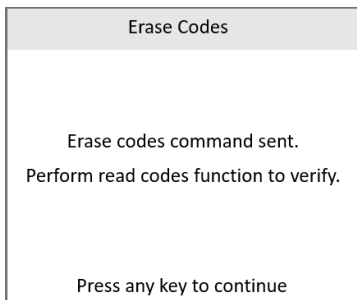 Erase Codes
Erase codes command sent.
Perform read codes function to verify.
Press any key to continue